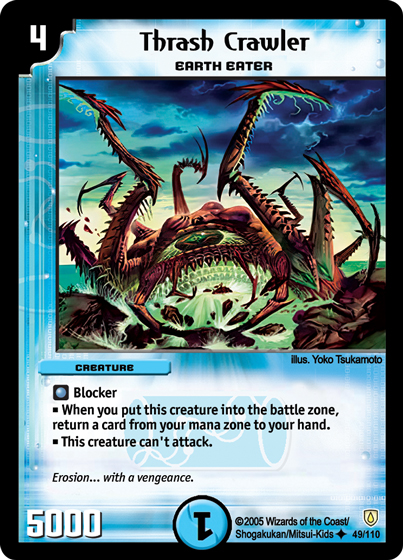 4
Thrash Crawler
EARTH EATER
illus. Yoko Tsukamoto
CREATURE
Blocker
▪ When you put this creature into the battle zone,
return a card from your mana zone to your hand.
▪ This creature can't attack.
Erosion... with a vengeance.
5000
1
©2005 Wizards of the Coast/
Shogakukan/Mitsui-Kids ✦ 49/110